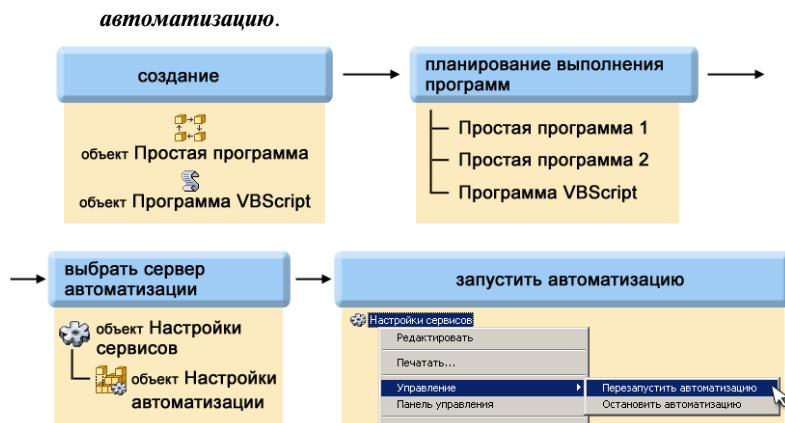 автоматизацию.
создание
объект Простая программа
объект Программа VBScript
планирование выполнения
программ
Простая программа 1
Простая программа 2
Программа VBScript
выбрать сервер
автоматизации
объект Настройки
сервисов
объект Настройки
автоматизации
запустить автоматизацию
Настройки сервисов
Редактировать
Печатать...
Управление
Панель управления
Перезапустить автоматизацию
Остановить автоматизацию